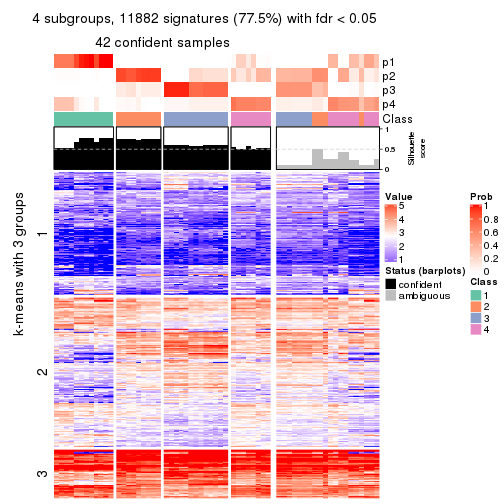 4 subgroups, 11882 signatures (77.5%) with fdr < 0.05
42 confident samples
p1
p2
p3
p4
Class
1
0.5
0
Silhouette
score
k-means with 3 groups
1
2
3
Value
5
4
3
2
1
Status (barplots)
confident
ambiguous
Prob
1
0.8
0.6
0.4
0.2
0
Class
1
2
3
4